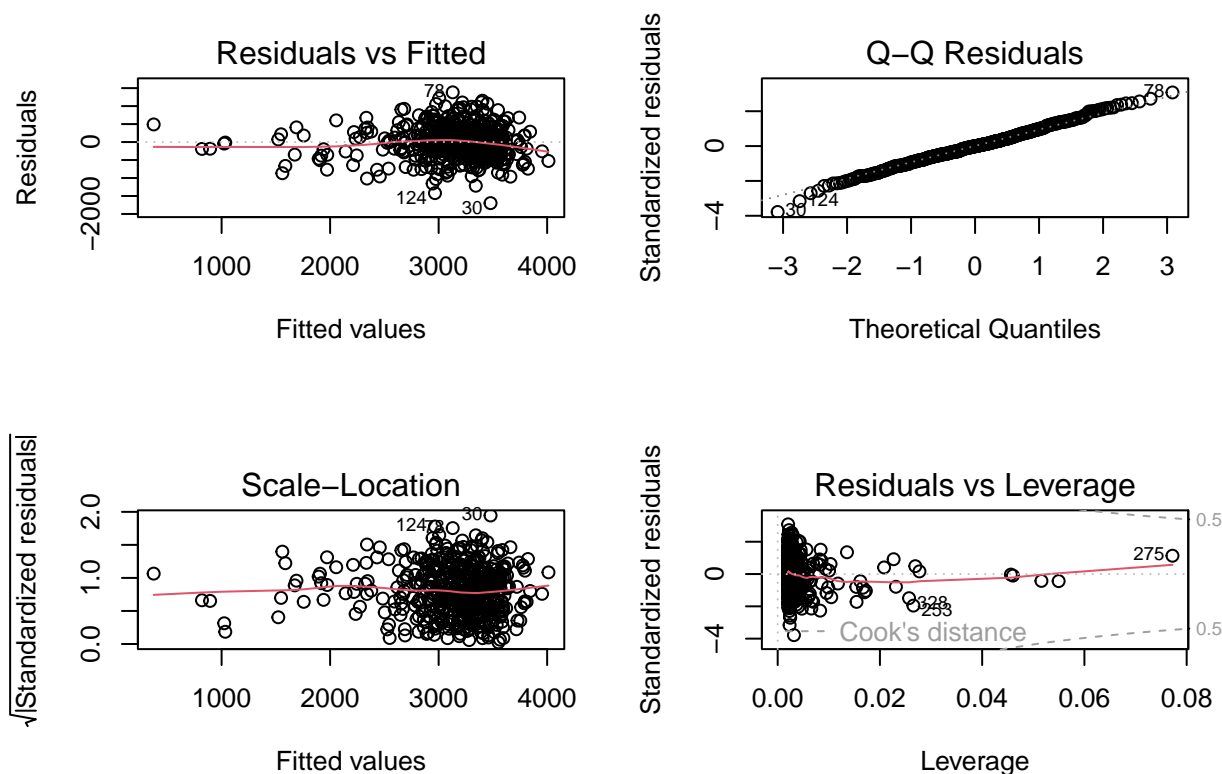 Residuals vs Fitted
Residuals
0
−2000
78
124
30
1000 2000 3000 4000
Fitted values
Q−Q Residuals
Standardized residuals
0
−4
78
30
124
−3 −2 −1 0 1 2 3
Theoretical Quantiles
Scale−Location
√|Standardized residuals|
2.0
1.0
0.0
30
124
1000 2000 3000 4000
Fitted values
Residuals vs Leverage
Standardized residuals
0
−4
0.5
275
328
253
Cook's distance
0.5
0.00 0.02 0.04 0.06 0.08
Leverage